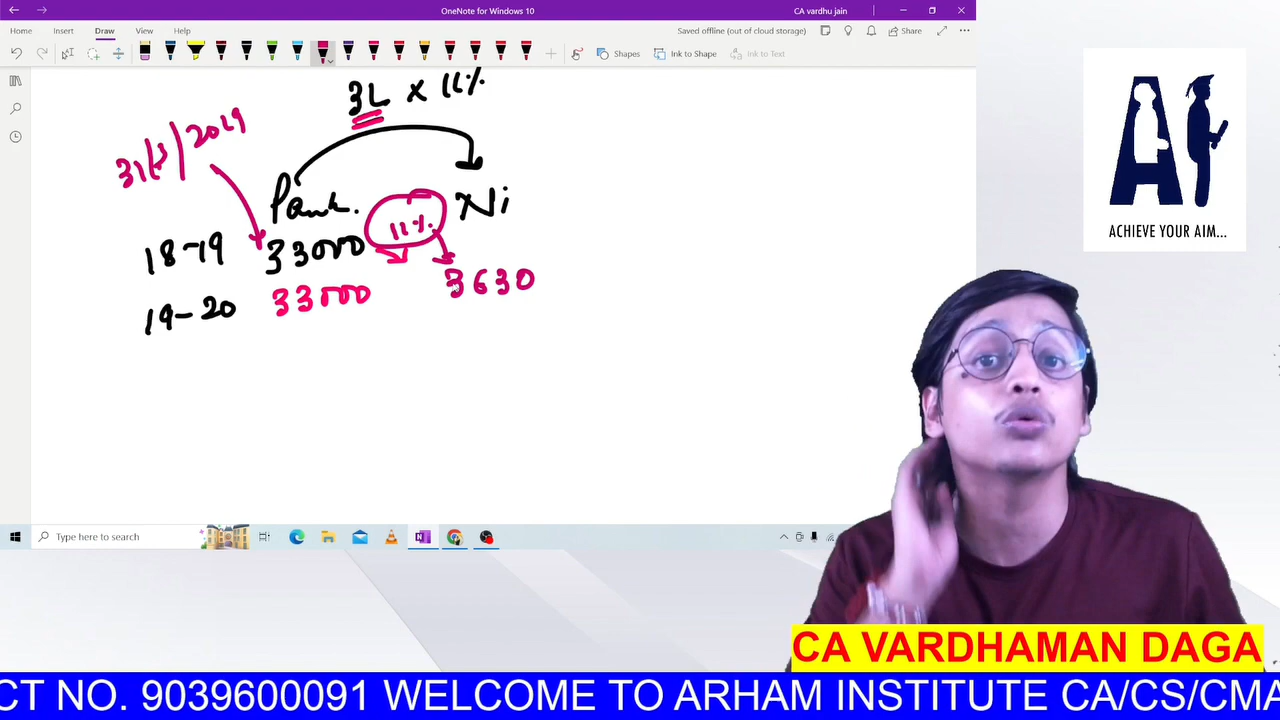 OneNote for Windows 10
CA vardhu jain
Home Insert Draw View Help
Saved offline (out of cloud storage)
Share
Shapes
Ink to Shape
Ink to Text
3L x 11%
2019
Pank. Ni
11%
18-19 33000
3630
19-20 33000
ACHIEVE YOUR AIM...
Type here to search
CA VARDHAMAN DAGA
CT NO. 9039600091 WELCOME TO ARHAM INSTITUTE CA/CS/CMA